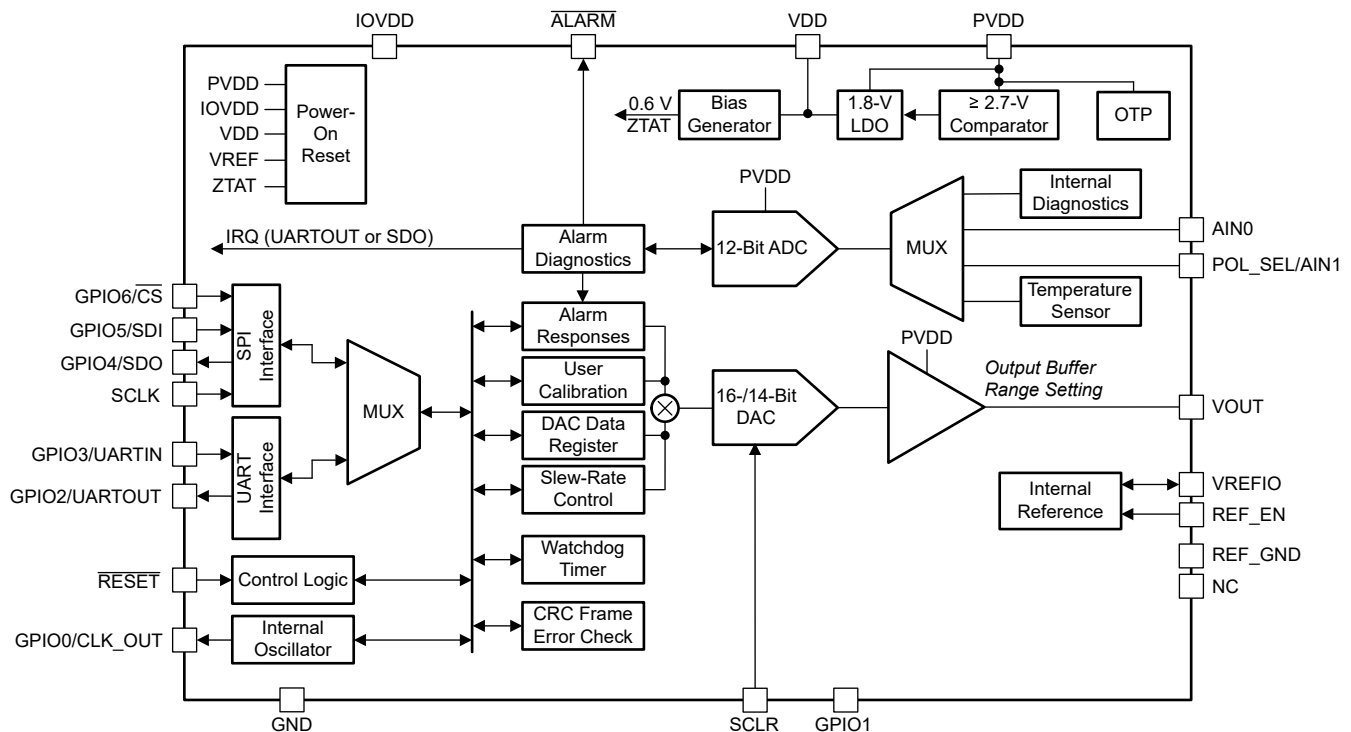 IOVDD
ALARM
VDD
PVDD
PVDD
IOVDD
VDD
VREF
ZTAT
Power-
On
Reset
0.6 V
ZTAT
Bias
Generator
1.8-V
LDO
≥ 2.7-V
Comparator
OTP
PVDD
12-Bit ADC
MUX
Internal
Diagnostics
AIN0
POL_SEL/AIN1
Temperature
Sensor
IRQ (UARTOUT or SDO)
Alarm
Diagnostics
GPIO6/CS
GPIO5/SDI
GPIO4/SDO
SCLK
SPI
Interface
GPIO3/UARTIN
GPIO2/UARTOUT
UART
Interface
MUX
Alarm
Responses
User
Calibration
DAC Data
Register
Slew-Rate
Control
Watchdog
Timer
CRC Frame
Error Check
16-/14-Bit
DAC
PVDD
Output Buffer
Range Setting
VOUT
Internal
Reference
VREFIO
REF_EN
REF_GND
NC
RESET
Control Logic
GPIO0/CLK_OUT
Internal
Oscillator
GND
SCLR
GPIO1